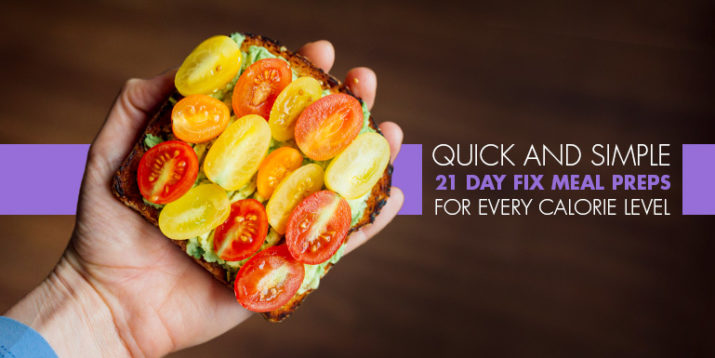 QUICK AND SIMPLE
21 DAY FIX MEAL PREPS
FOR EVERY CALORIE LEVEL